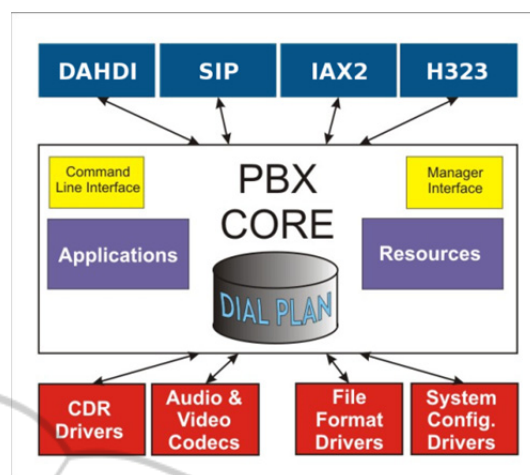 DAHDI
SIP
IAX2
H323
Command
Line Interface
PBX
CORE
Manager
Interface
Applications
Resources
DIAL PLAN
CDR
Drivers
Audio &
Video
Codecs
File
Format
Drivers
System
Config.
Drivers